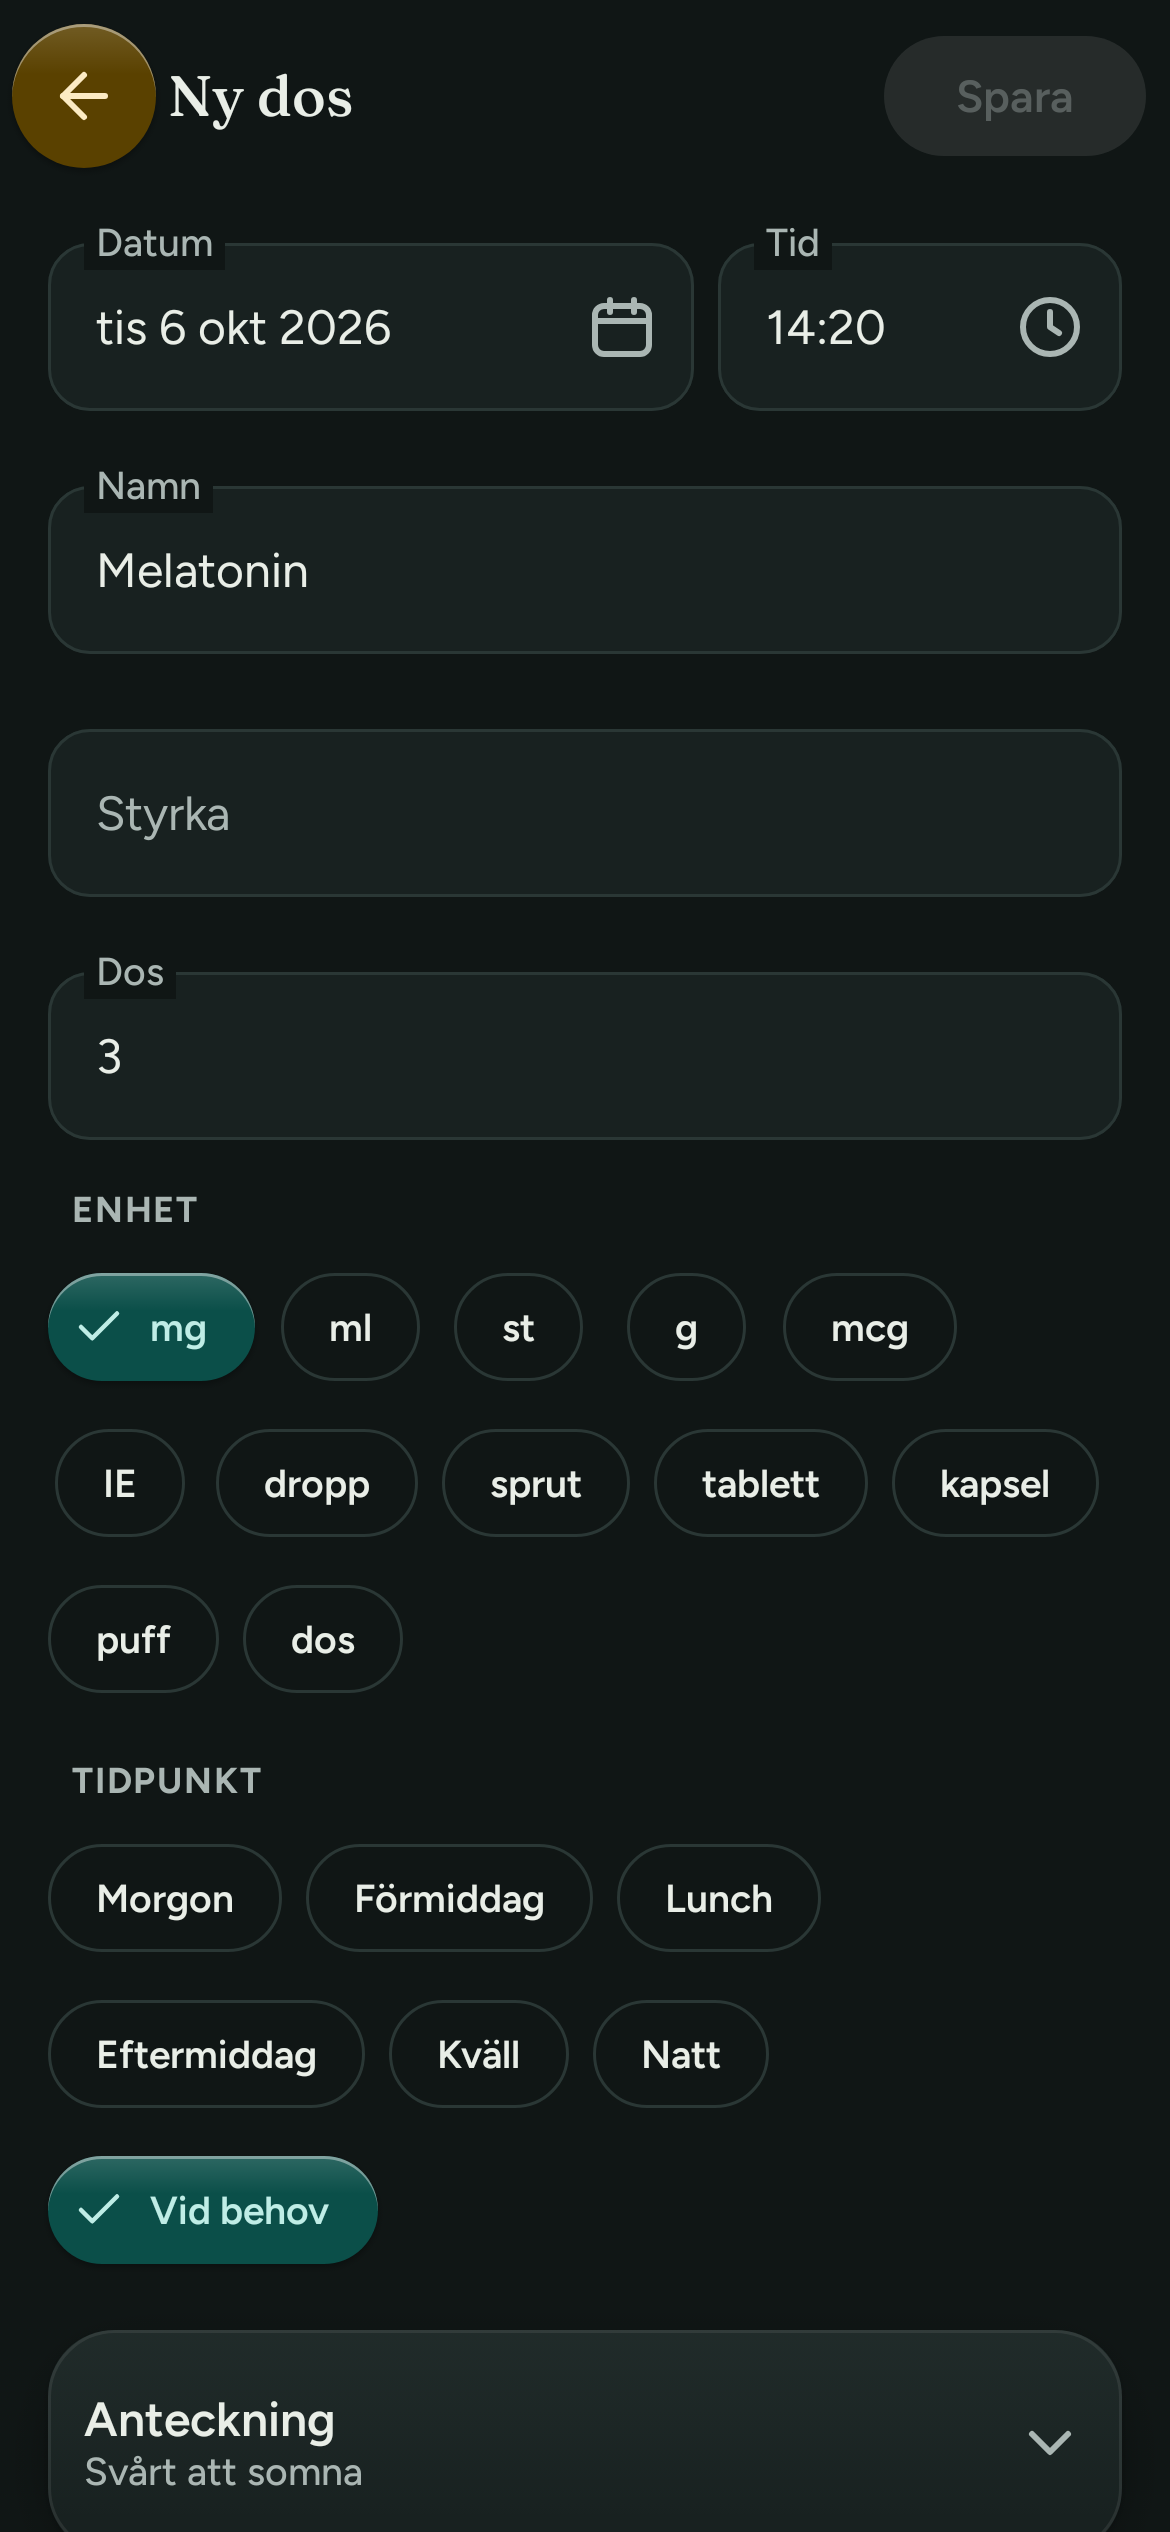 Ny dos
Spara
Datum
tis 6 okt 2026
Tid
14:20
Namn
Melatonin
Styrka
Dos
3
ENHET
mg ml st g mcg
IE dropp sprut tablett kapsel
puff dos
TIDPUNKT
Morgon Förmiddag Lunch
Eftermiddag Kväll Natt
Vid behov
Anteckning
Svårt att somna